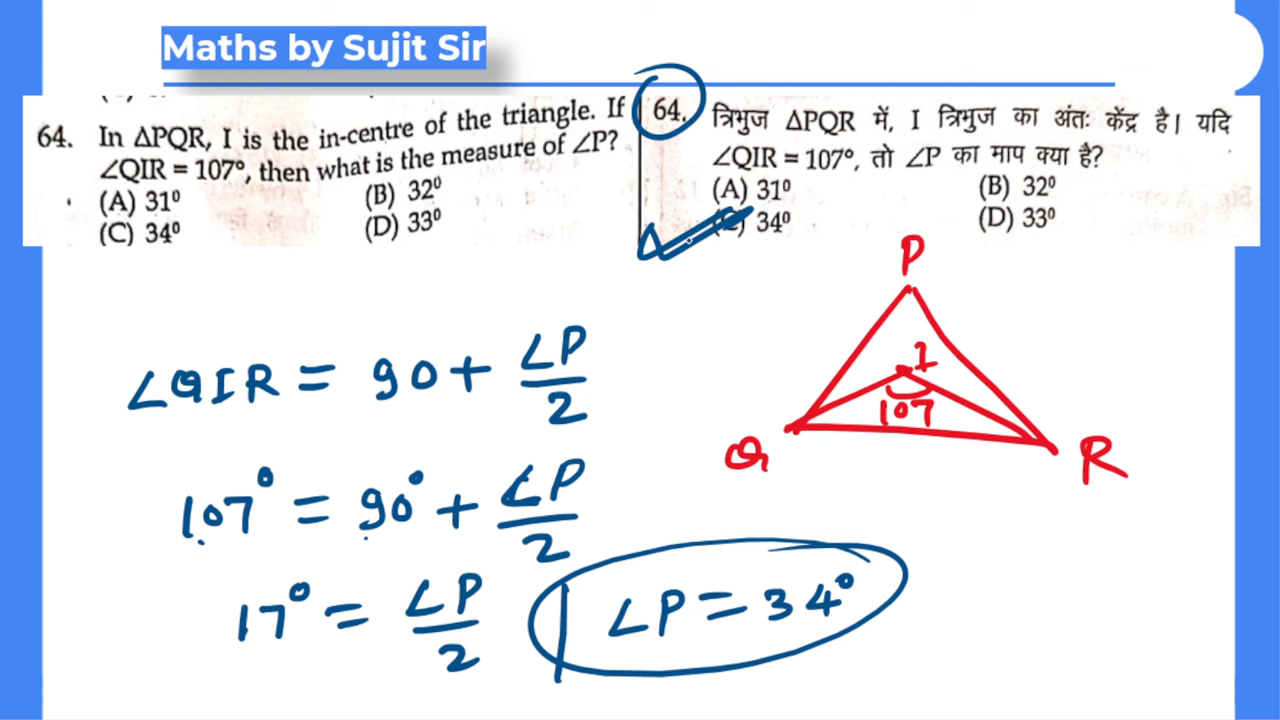 Maths by Sujit Sir
64. In ΔPQR, I is the in-centre of the triangle. If
∠QIR = 107⁰, then what is the measure of ∠P?
(A) 31⁰ (B) 32⁰
(C) 34⁰ (D) 33⁰
64. त्रिभुज ΔPQR में, I त्रिभुज का अंतः केंद्र है। यदि
∠QIR = 107⁰, तो ∠P का माप क्या है?
(A) 31⁰ (B) 32⁰
34⁰ (D) 33⁰
P
I
107
Q R
∠QIR = 90 + ∠P/2
107° = 90° + ∠P/2
17° = ∠P/2
∠P = 34°